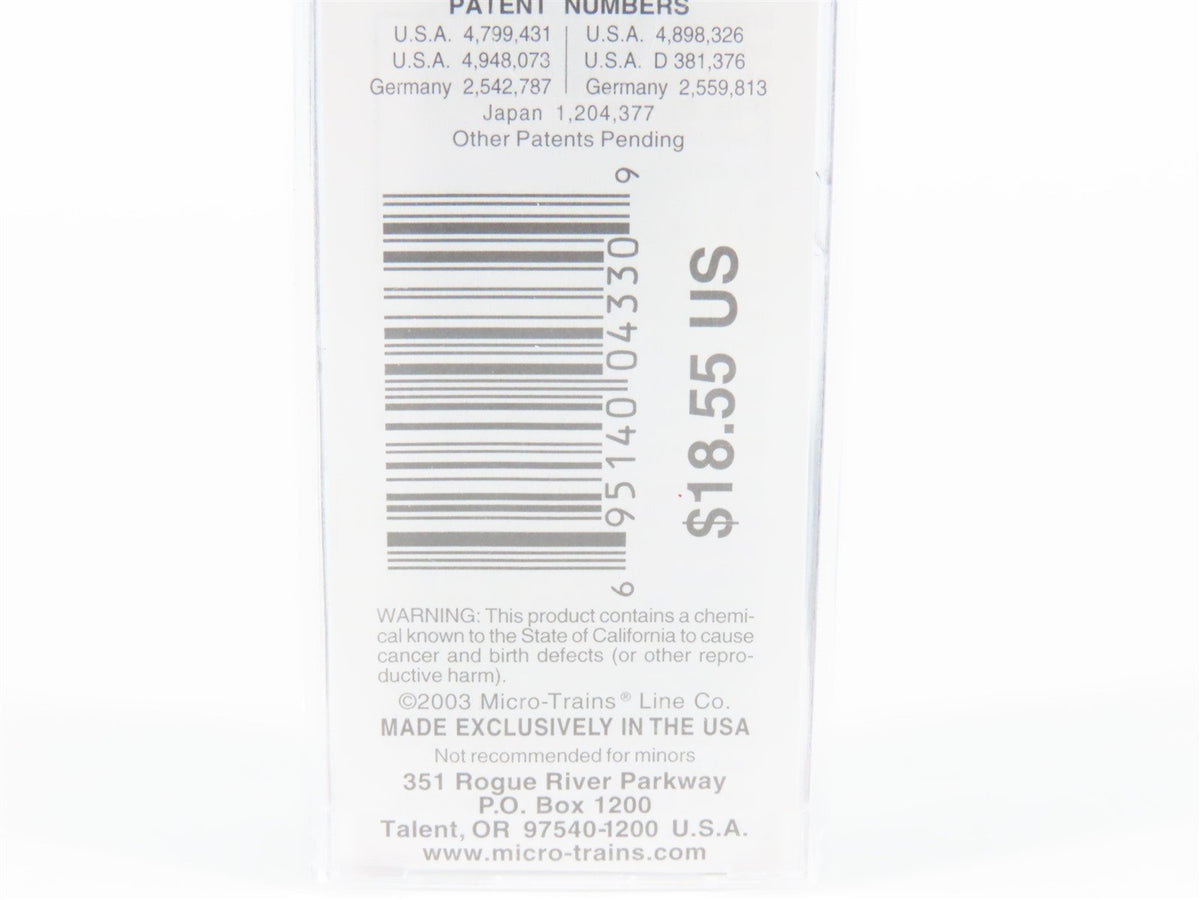 PATENT NUMBERS
U.S.A. 4,799,431 U.S.A. 4,898,326
U.S.A. 4,948,073 U.S.A. D 381,376
Germany 2,542,787 Germany 2,559,813
Japan 1,204,377
Other Patents Pending
6 95140 04330 9
$18.55 US
WARNING: This product contains a chemi-
cal known to the State of California to cause
cancer and birth defects (or other repro-
ductive harm).
©2003 Micro-Trains® Line Co.
MADE EXCLUSIVELY IN THE USA
Not recommended for minors
351 Rogue River Parkway
P.O. Box 1200
Talent, OR 97540-1200 U.S.A.
www.micro-trains.com